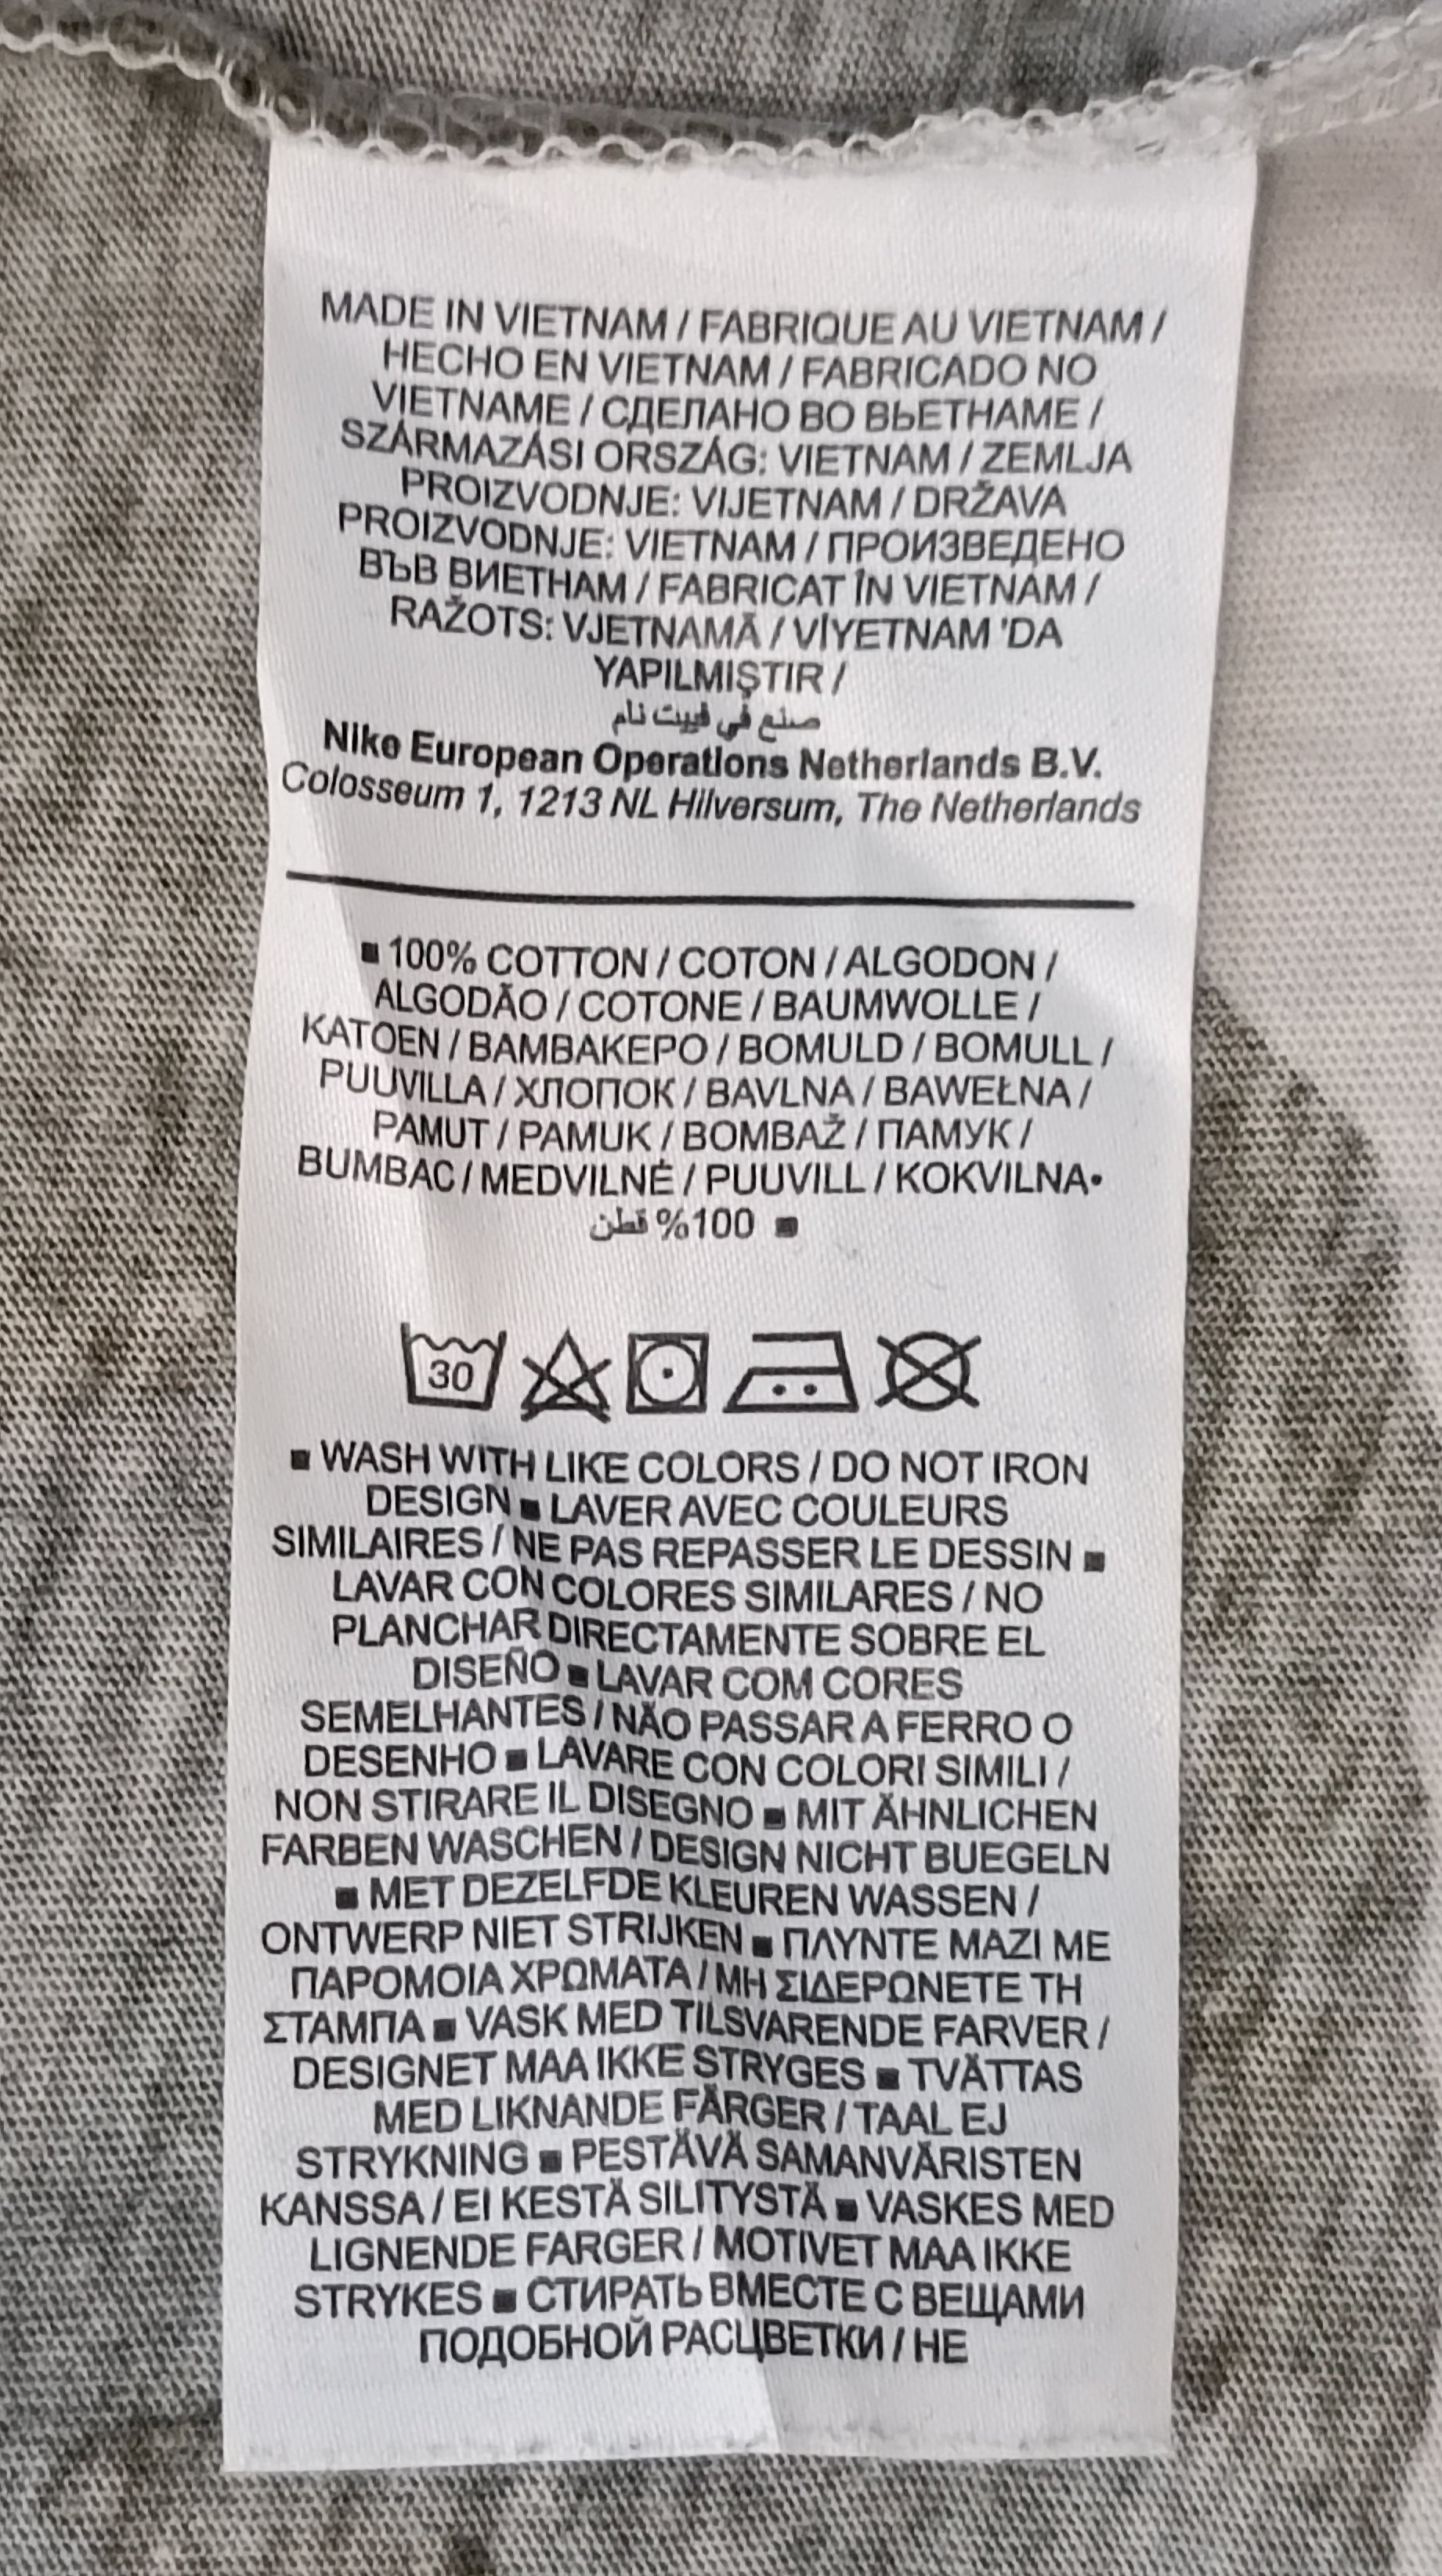 MADE IN VIETNAM / FABRIQUE AU VIETNAM /
HECHO EN VIETNAM / FABRICADO NO
VIETNAME / СДЕЛАНО ВО ВЬЕТНАМЕ /
SZÁRMAZÁSI ORSZÁG: VIETNAM / ZEMLJA
PROIZVODNJE: VIJETNAM / DRŽAVA
PROIZVODNJE: VIETNAM / ПРОИЗВЕДЕНО
ВЪВ ВИЕТНАМ / FABRICAT ÎN VIETNAM /
RAŽOTS: VJETNAMĀ / VİYETNAM 'DA
YAPILMIŞTIR /
صنع في فييت نام
Nike European Operations Netherlands B.V.
Colosseum 1, 1213 NL Hilversum, The Netherlands
▪ 100% COTTON / COTON / ALGODON /
ALGODÃO / COTONE / BAUMWOLLE /
KATOEN / ΒΑΜΒΑΚΕΡΟ / BOMULD / BOMULL /
PUUVILLA / ХЛОПОК / BAVLNA / BAWEŁNA /
PAMUT / PAMUK / BOMBAŽ / ПАМУК /
BUMBAC / MEDVILNĖ / PUUVILL / KOKVILNA•
▪ 100% قطن
30
▪ WASH WITH LIKE COLORS / DO NOT IRON
DESIGN ▪ LAVER AVEC COULEURS
SIMILAIRES / NE PAS REPASSER LE DESSIN ▪
LAVAR CON COLORES SIMILARES / NO
PLANCHAR DIRECTAMENTE SOBRE EL
DISEÑO ▪ LAVAR COM CORES
SEMELHANTES / NÃO PASSAR A FERRO O
DESENHO ▪ LAVARE CON COLORI SIMILI /
NON STIRARE IL DISEGNO ▪ MIT ÄHNLICHEN
FARBEN WASCHEN / DESIGN NICHT BUEGELN
▪ MET DEZELFDE KLEUREN WASSEN /
ONTWERP NIET STRIJKEN ▪ ΠΛΥΝΤΕ ΜΑΖΙ ΜΕ
ΠΑΡΟΜΟΙΑ ΧΡΩΜΑΤΑ / ΜΗ ΣΙΔΕΡΩΝΕΤΕ ΤΗ
ΣΤΑΜΠΑ ▪ VASK MED TILSVARENDE FARVER /
DESIGNET MAA IKKE STRYGES ▪ TVÄTTAS
MED LIKNANDE FÄRGER / TAAL EJ
STRYKNING ▪ PESTÄVÄ SAMANVÄRISTEN
KANSSA / EI KESTÄ SILITYSTÄ ▪ VASKES MED
LIGNENDE FARGER / MOTIVET MAA IKKE
STRYKES ▪ СТИРАТЬ ВМЕСТЕ С ВЕЩАМИ
ПОДОБНОЙ РАСЦВЕТКИ / НЕ